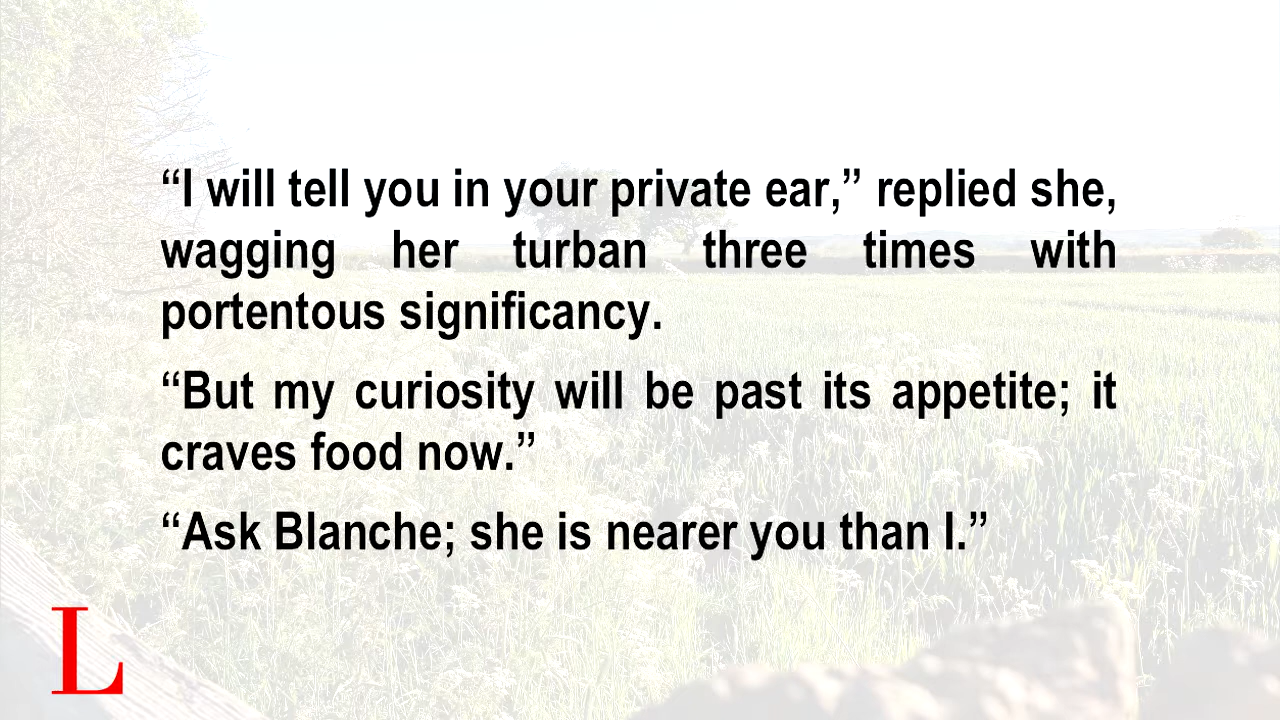 “I will tell you in your private ear,” replied she,
wagging her turban three times with
portentous significancy.
“But my curiosity will be past its appetite; it
craves food now.”
“Ask Blanche; she is nearer you than I.”
L